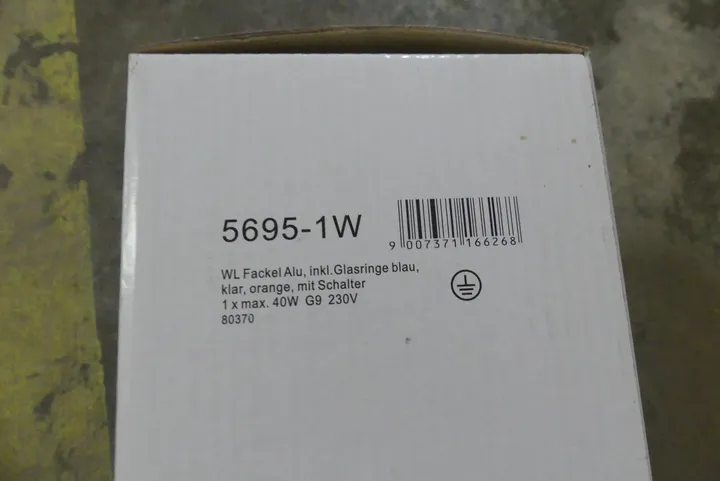 5695-1W
9 007371 166268
WL Fackel Alu, inkl.Glasringe blau,
klar, orange, mit Schalter
1 x max. 40W G9 230V
80370